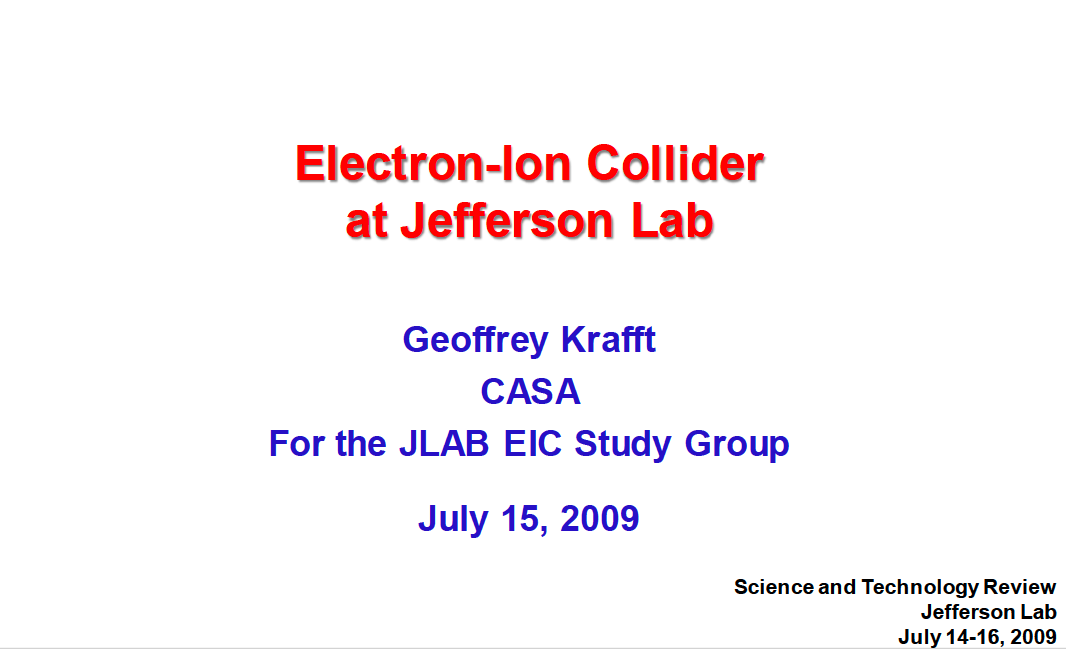 Electron-Ion Collider
at Jefferson Lab
Geoffrey Krafft
CASA
For the JLAB EIC Study Group
July 15, 2009
Science and Technology Review
Jefferson Lab
July 14-16, 2009